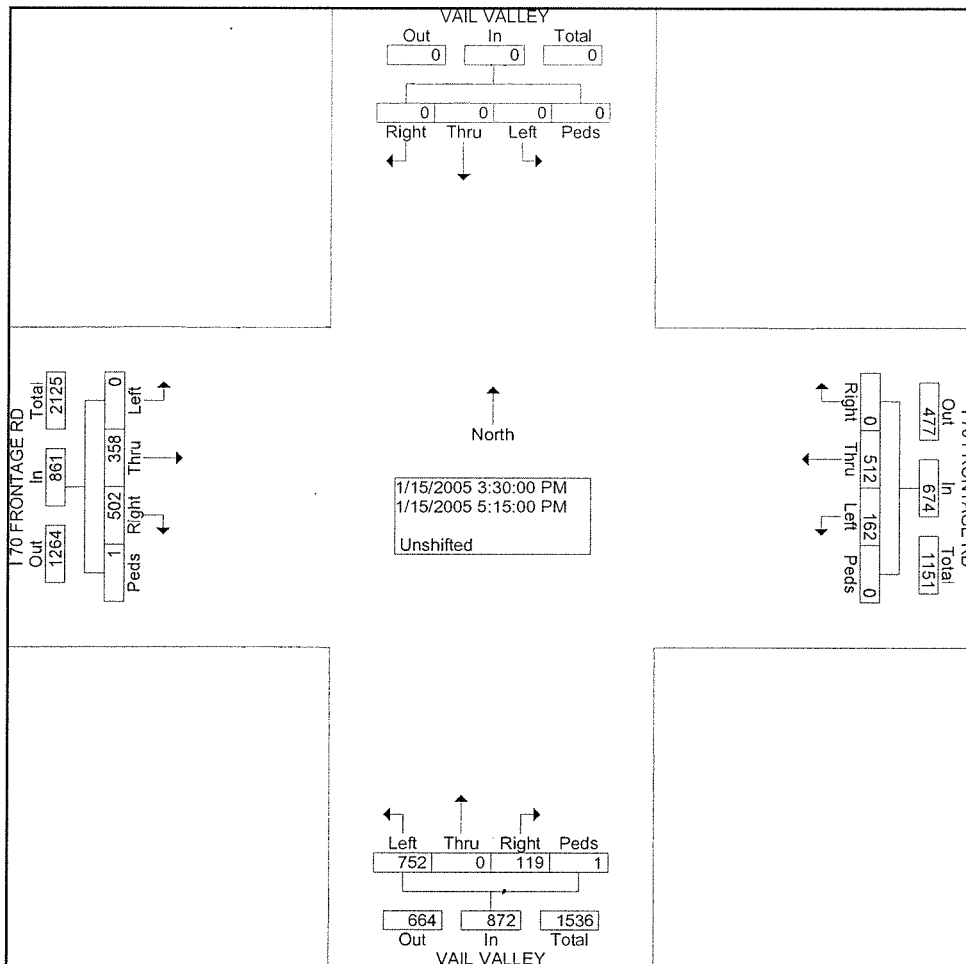 VAIL VALLEY
Out In Total
0 0 0
0 0 0 0
Right Thru Left Peds
I 70 FRONTAGE RD
Total In Out
2125 861 1264
0 358 502 1
Left Thru Right Peds
North
1/15/2005 3:30:00 PM
1/15/2005 5:15:00 PM
Unshifted
Right Thru Left Peds
0 512 162 0
477 674 1151
Out In Total
FRONTAGE RD
Left Thru Right Peds
752 0 119 1
664 872 1536
Out In Total
VAIL VALLEY